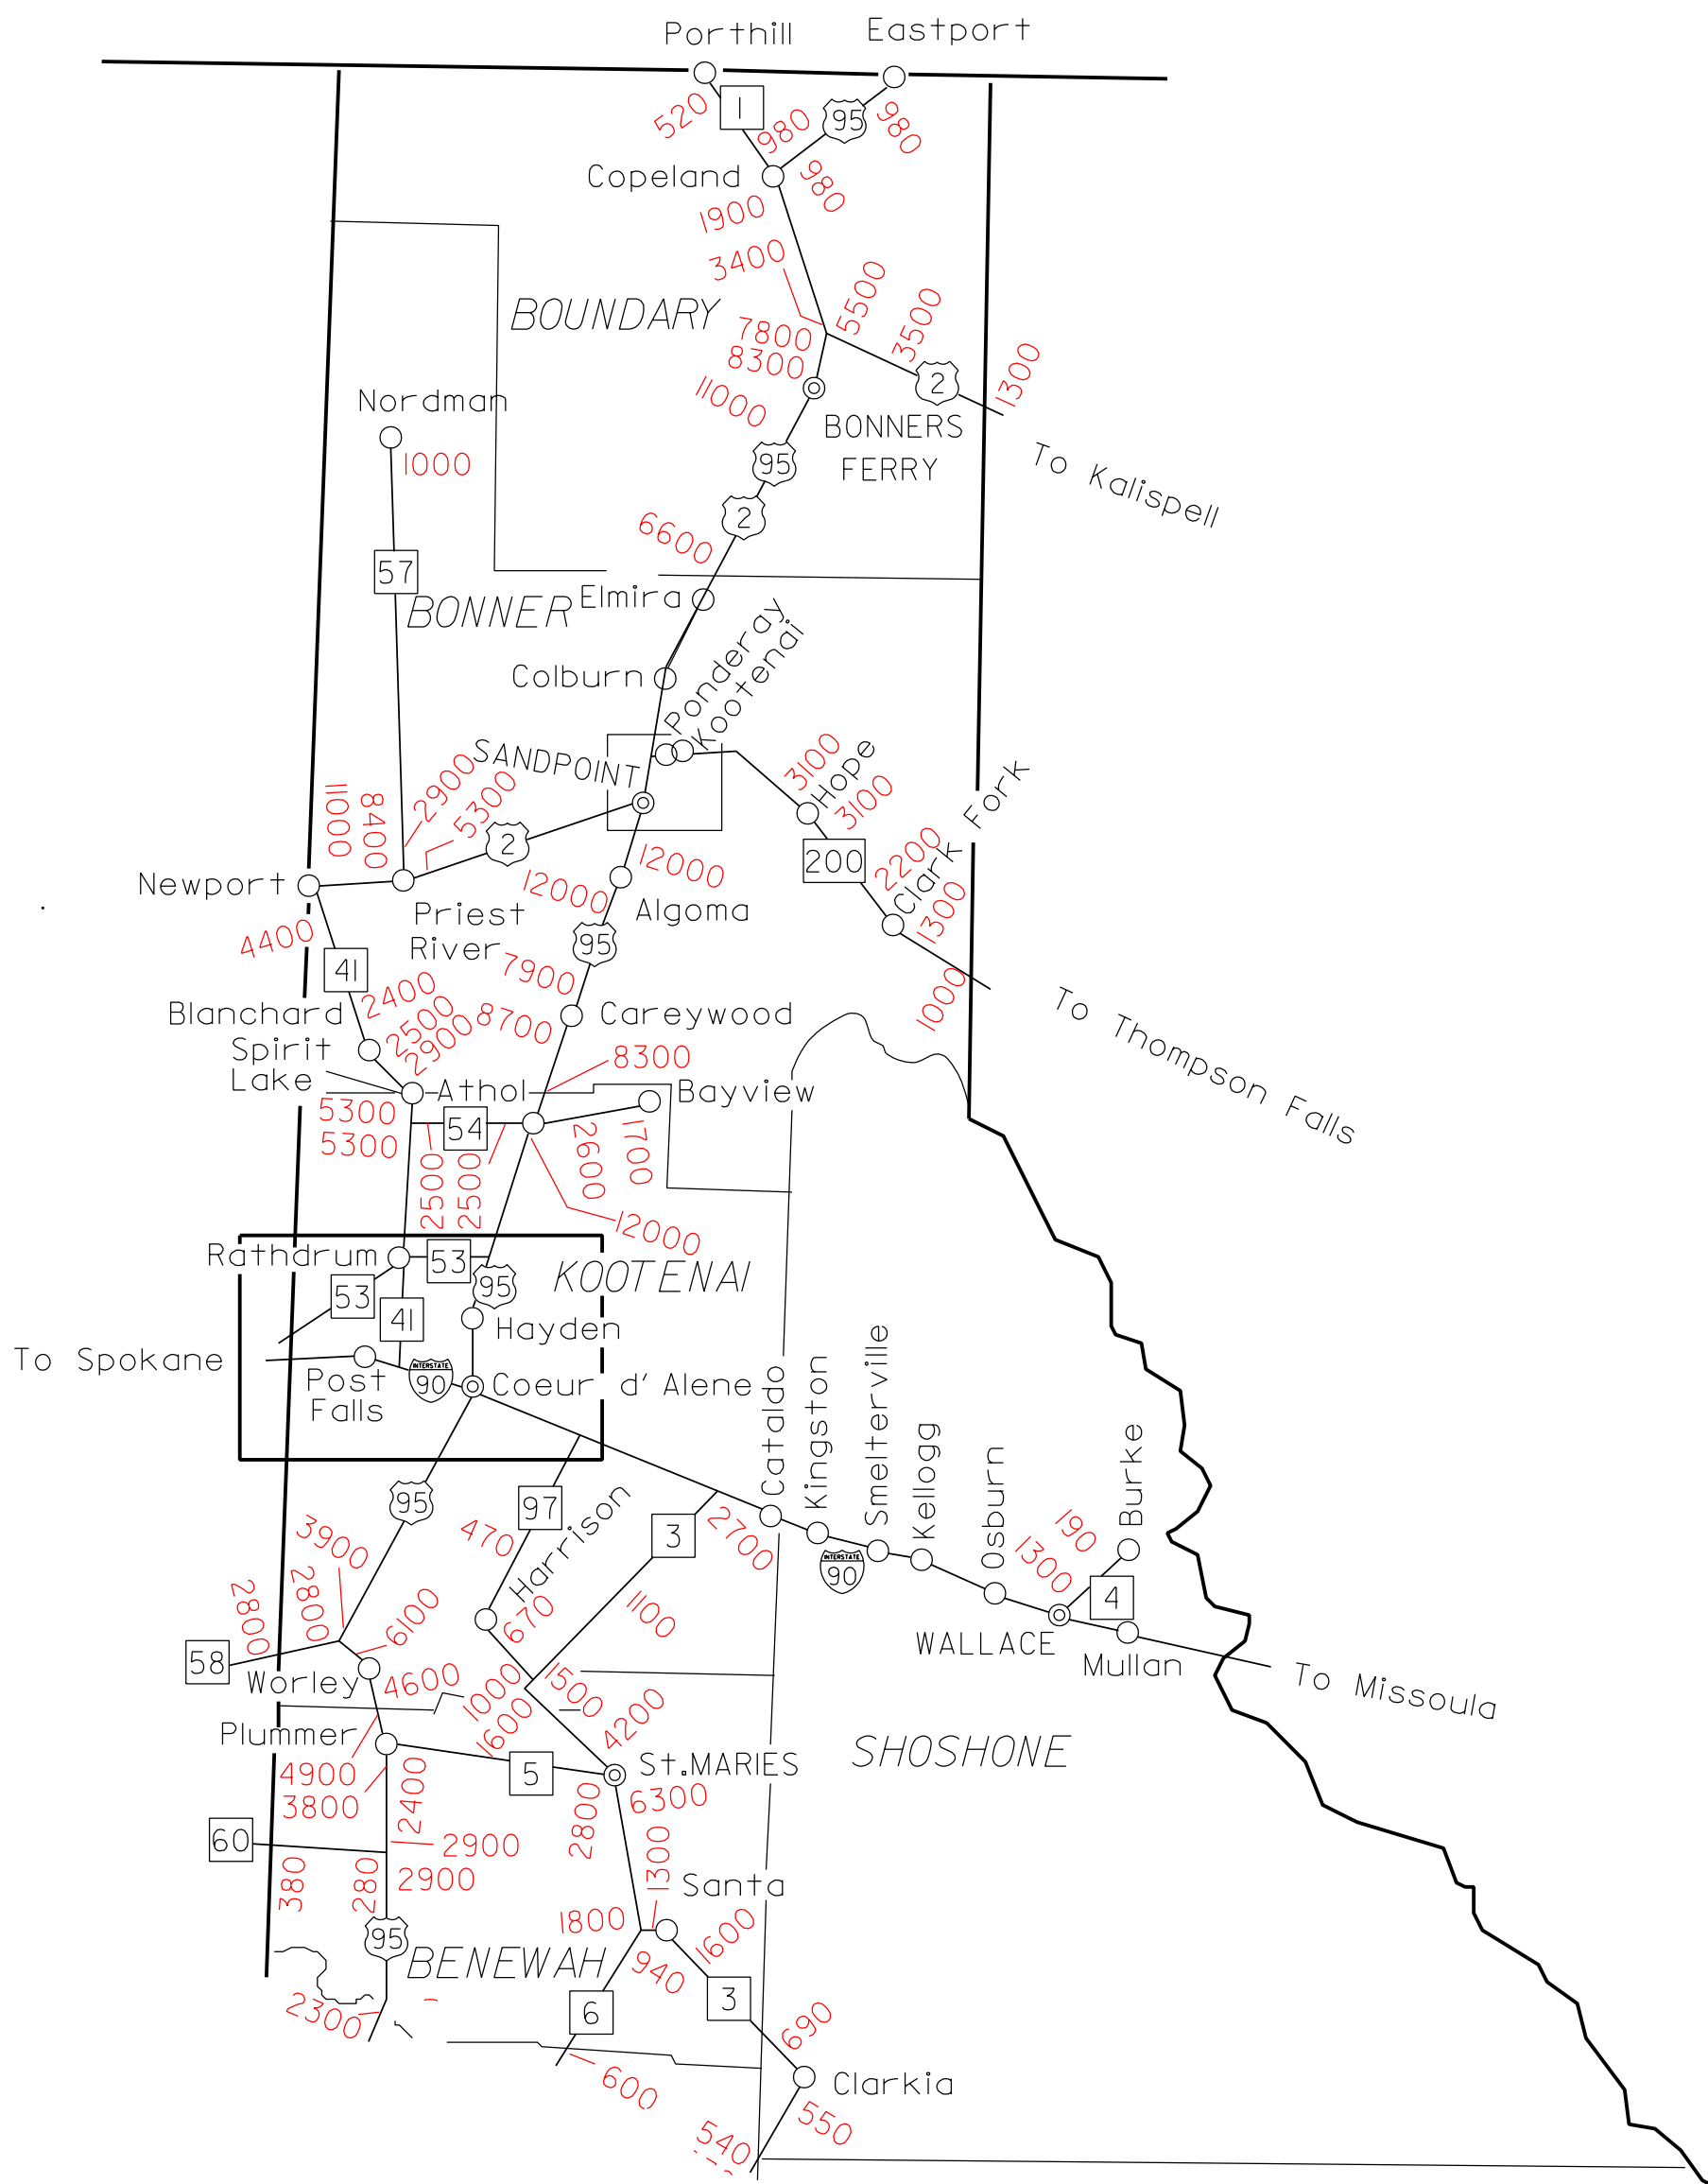 Porthill
Eastport
520
1
980
95
980
Copeland
980
1900
3400
5500
BOUNDARY
3500
7800
8300
1300
2
11000
Nordman
BONNERS
FERRY
1000
95
To Kalispell
2
6600
57
BONNER
Elmira
Ponderay
Kootenai
Colburn
SANDPOINT
3100
Hope
3100
11000
8400
2900
5300
2
200
2200
Clark Fork
1300
Newport
12000
12000
Algoma
Priest
River
4400
95
41
7900
1000
To Thompson Falls
2400
Blanchard
2500
2900
8700
Careywood
Spirit
Lake
8300
Athol
Bayview
5300
5300
54
2500
2500
2600
1700
12000
Rathdrum
53
53
95
KOOTENAI
41
Hayden
To Spokane
Post
Falls
INTERSTATE
90
Coeur d' Alene
Cataldo
Kingston
Smelterville
Kellogg
Osburn
Burke
95
97
Harrison
3
2700
470
INTERSTATE
90
190
1300
4
3900
2800
2800
6100
670
1100
58
WALLACE
Mullan
To Missoula
Worley
4600
1000
1500
1600
4200
Plummer
SHOSHONE
4900
3800
5
St.MARIES
2400
2800
6300
60
2900
380
280
2900
1300
Santa
95
1800
1600
BENEWAH
940
2300
6
3
690
600
Clarkia
550
540